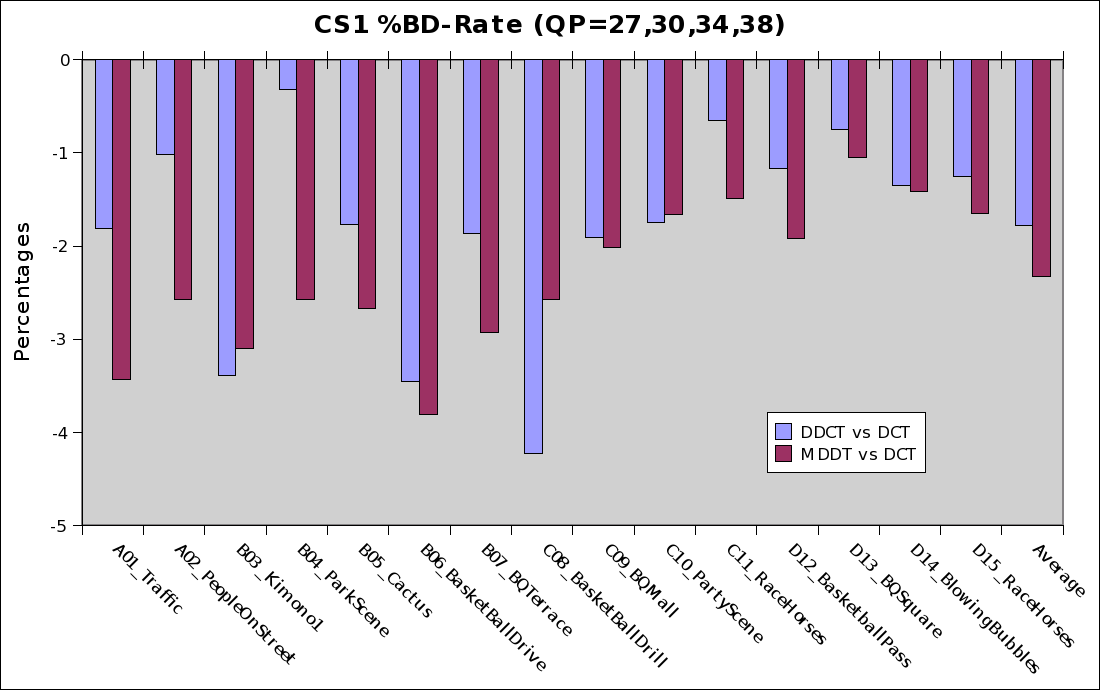 CS1 %BD-Rate (QP=27,30,34,38)
Percentages
0
-1
-2
-3
-4
-5
DDCT vs DCT
MDDT vs DCT
A01_Traffic
A02_PeopleOnStreet
B03_Kimono1
B04_ParkScene
B05_Cactus
B06_BasketBallDrive
B07_BQTerrace
C08_BasketBallDrill
C09_BQMall
C10_PartyScene
C11_RaceHorses
D12_BasketballPass
D13_BQSquare
D14_BlowingBubbles
D15_RaceHorses
Average